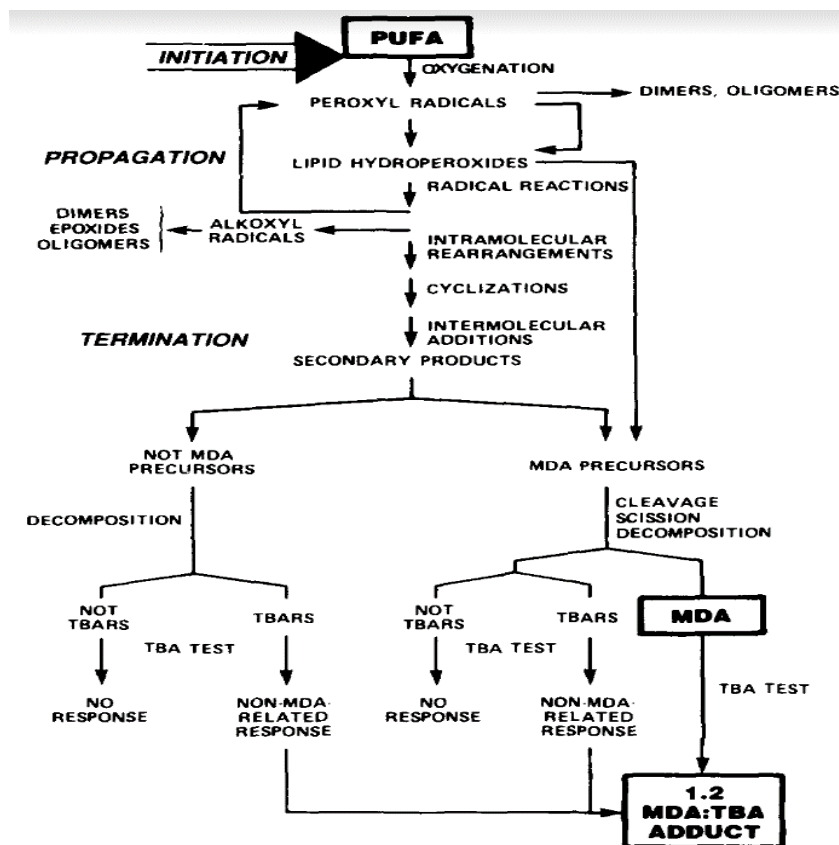 PUFA
INITIATION
OXYGENATION
PEROXYL RADICALS
DIMERS, OLIGOMERS
PROPAGATION
LIPID HYDROPEROXIDES
RADICAL REACTIONS
DIMERS
EPOXIDES
OLIGOMERS
ALKOXYL
RADICALS
INTRAMOLECULAR
REARRANGEMENTS
CYCLIZATIONS
TERMINATION
INTERMOLECULAR
ADDITIONS
SECONDARY PRODUCTS
NOT MDA
PRECURSORS
MDA PRECURSORS
DECOMPOSITION
CLEAVAGE
SCISSION
DECOMPOSITION
NOT
TBARS
TBARS
NOT
TBARS
TBARS
MDA
TBA TEST
TBA TEST
TBA TEST
NO
RESPONSE
NON-MDA-
RELATED
RESPONSE
NO
RESPONSE
NON-MDA-
RELATED
RESPONSE
1.2
MDA:TBA
ADDUCT